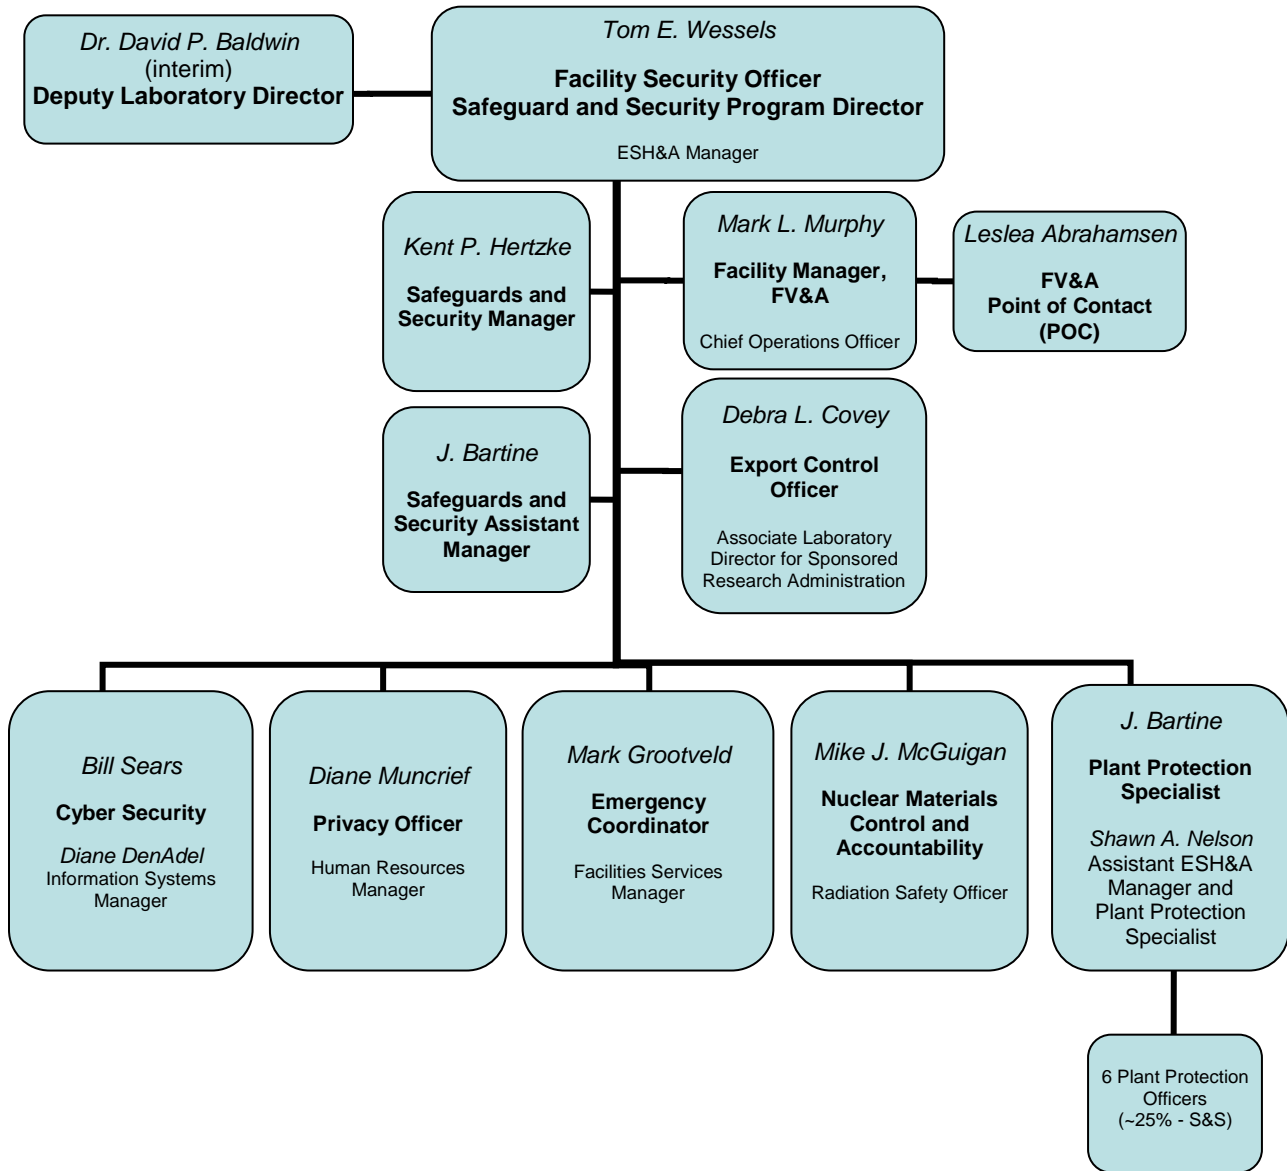 Dr. David P. Baldwin
(interim)
Deputy Laboratory Director
Tom E. Wessels
Facility Security Officer
Safeguard and Security Program Director
ESH&A Manager
Kent P. Hertzke
Safeguards and
Security Manager
Mark L. Murphy
Facility Manager,
FV&A
Chief Operations Officer
Leslea Abrahamsen
FV&A
Point of Contact
(POC)
J. Bartine
Safeguards and
Security Assistant
Manager
Debra L. Covey
Export Control
Officer
Associate Laboratory
Director for Sponsored
Research Administration
Bill Sears
Cyber Security
Diane DenAdel
Information Systems
Manager
Diane Muncrief
Privacy Officer
Human Resources
Manager
Mark Grootveld
Emergency
Coordinator
Facilities Services
Manager
Mike J. McGuigan
Nuclear Materials
Control and
Accountability
Radiation Safety Officer
J. Bartine
Plant Protection
Specialist
Shawn A. Nelson
Assistant ESH&A
Manager and
Plant Protection
Specialist
6 Plant Protection
Officers
(~25% - S&S)